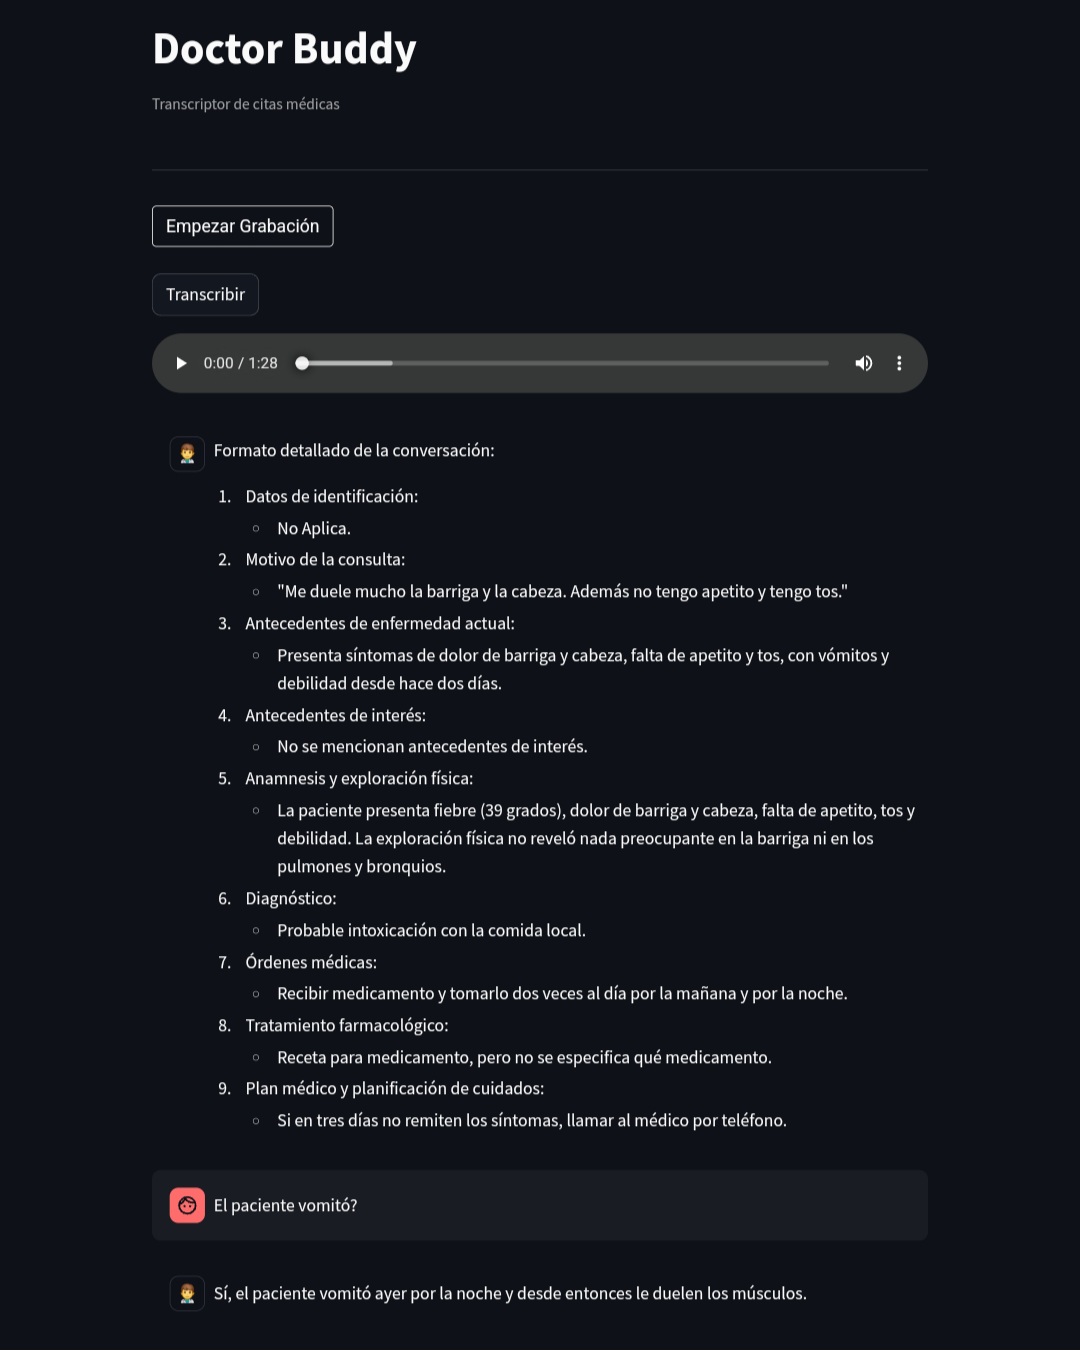 Doctor Buddy
Transcriptor de citas médicas
Empezar Grabación
Transcribir
0:00 / 1:28
Formato detallado de la conversación:
1. Datos de identificación:
○ No Aplica.
2. Motivo de la consulta:
○ "Me duele mucho la barriga y la cabeza. Además no tengo apetito y tengo tos."
3. Antecedentes de enfermedad actual:
○ Presenta síntomas de dolor de barriga y cabeza, falta de apetito y tos, con vómitos y
debilidad desde hace dos días.
4. Antecedentes de interés:
○ No se mencionan antecedentes de interés.
5. Anamnesis y exploración física:
○ La paciente presenta fiebre (39 grados), dolor de barriga y cabeza, falta de apetito, tos y
debilidad. La exploración física no reveló nada preocupante en la barriga ni en los
pulmones y bronquios.
6. Diagnóstico:
○ Probable intoxicación con la comida local.
7. Órdenes médicas:
○ Recibir medicamento y tomarlo dos veces al día por la mañana y por la noche.
8. Tratamiento farmacológico:
○ Receta para medicamento, pero no se especifica qué medicamento.
9. Plan médico y planificación de cuidados:
○ Si en tres días no remiten los síntomas, llamar al médico por teléfono.
El paciente vomitó?
Sí, el paciente vomitó ayer por la noche y desde entonces le duelen los músculos.